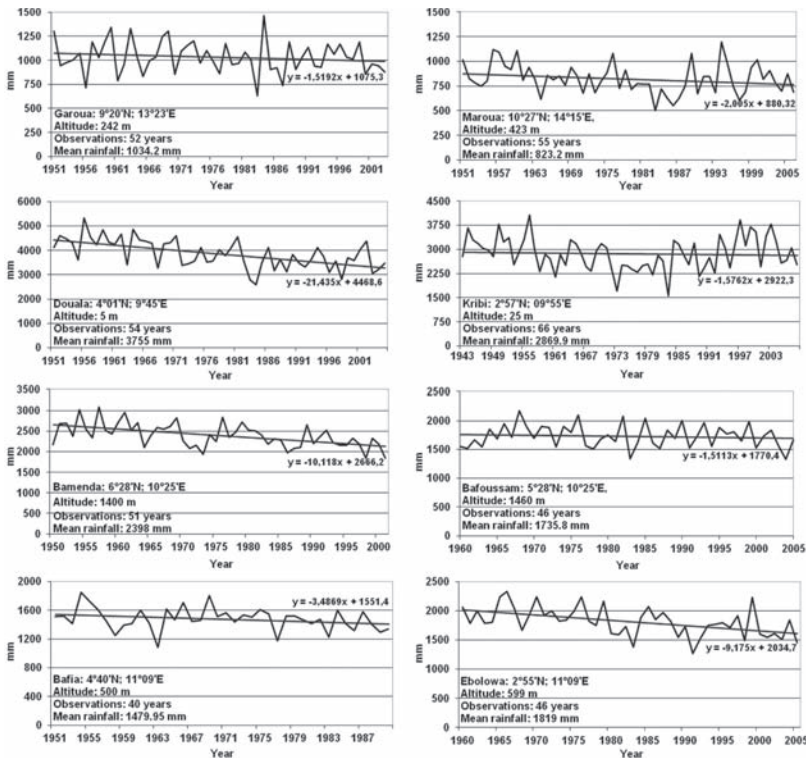 1500
1250
1000
750
500
250
0
mm
y = -1,5192x + 1075,3
Garoua: 9°20'N; 13°23'E
Altitude: 242 m
Observations: 52 years
Mean rainfall: 1034.2 mm
1951 1956 1961 1966 1971 1976 1981 1986 1991 1996 2001
Year
1500
1250
1000
750
500
250
0
mm
y = -2,005x + 880,32
Maroua: 10°27'N; 14°15'E,
Altitude: 423 m
Observations: 55 years
Mean rainfall: 823.2 mm
1951 1957 1963 1969 1975 1981 1987 1993 1999 2005
Year
6000
5000
4000
3000
2000
1000
0
mm
y = -21,435x + 4468,6
Douala: 4°01'N; 9°45'E
Altitude: 5 m
Observations: 54 years
Mean rainfall: 3755 mm
1951 1956 1961 1966 1971 1976 1981 1986 1991 1996 2001
Year
4500
3750
3000
2250
1500
750
0
mm
y = -1,5762x + 2922,3
Kribi: 2°57'N; 09°55'E
Altitude: 25 m
Observations: 66 years
Mean rainfall: 2869.9 mm
1943 1949 1955 1961 1967 1973 1979 1985 1991 1997 2003
Year
3500
3000
2500
2000
1500
1000
500
0
mm
y = -10,118x + 2666,2
Bamenda: 6°28'N; 10°25'E
Altitude: 1400 m
Observations: 51 years
Mean rainfall: 2398 mm
1950 1955 1960 1965 1970 1975 1980 1985 1990 1995 2000
Year
2500
2000
1500
1000
500
0
mm
y = -1,5113x + 1770,4
Bafoussam: 5°28'N; 10°25'E,
Altitude: 1460 m
Observations: 46 years
Mean rainfall: 1735.8 mm
1960 1965 1970 1975 1980 1985 1990 1995 2000 2005
Year
2000
1600
1200
800
400
0
mm
y = -3,4869x + 1551,4
Bafia: 4°40'N; 11°09'E
Altitude: 500 m
Observations: 40 years
Mean rainfall: 1479.95 mm
1951 1955 1959 1963 1967 1971 1975 1979 1983 1987
Year
2500
2000
1500
1000
500
0
mm
y = -9,175x + 2034,7
Ebolowa: 2°55'N; 11°09'E
Altitude: 599 m
Observations: 46 years
Mean rainfall: 1819 mm
1960 1965 1970 1975 1980 1985 1990 1995 2000 2005
Year